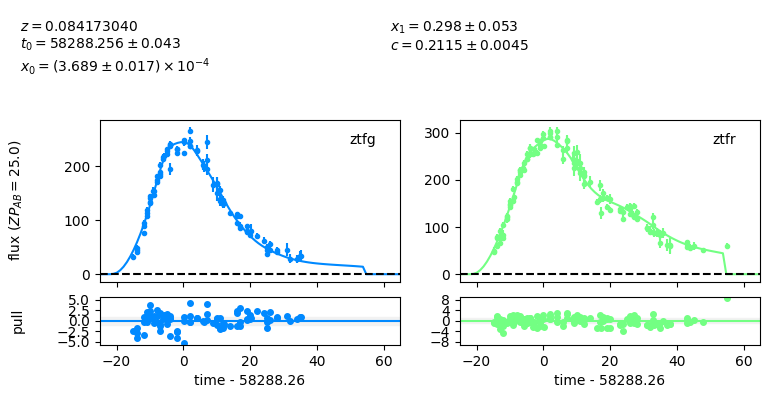 z = 0.084173040
t₀ = 58288.256 ± 0.043
x₀ = (3.689 ± 0.017) × 10⁻⁴
x₁ = 0.298 ± 0.053
c = 0.2115 ± 0.0045
flux (ZP_AB = 25.0)
ztfg
200
100
0
ztfr
300
200
100
0
pull
5.0
2.5
0.0
−2.5
−5.0
−20 0 20 40 60
time - 58288.26
8
4
0
−4
−8
−20 0 20 40 60
time - 58288.26